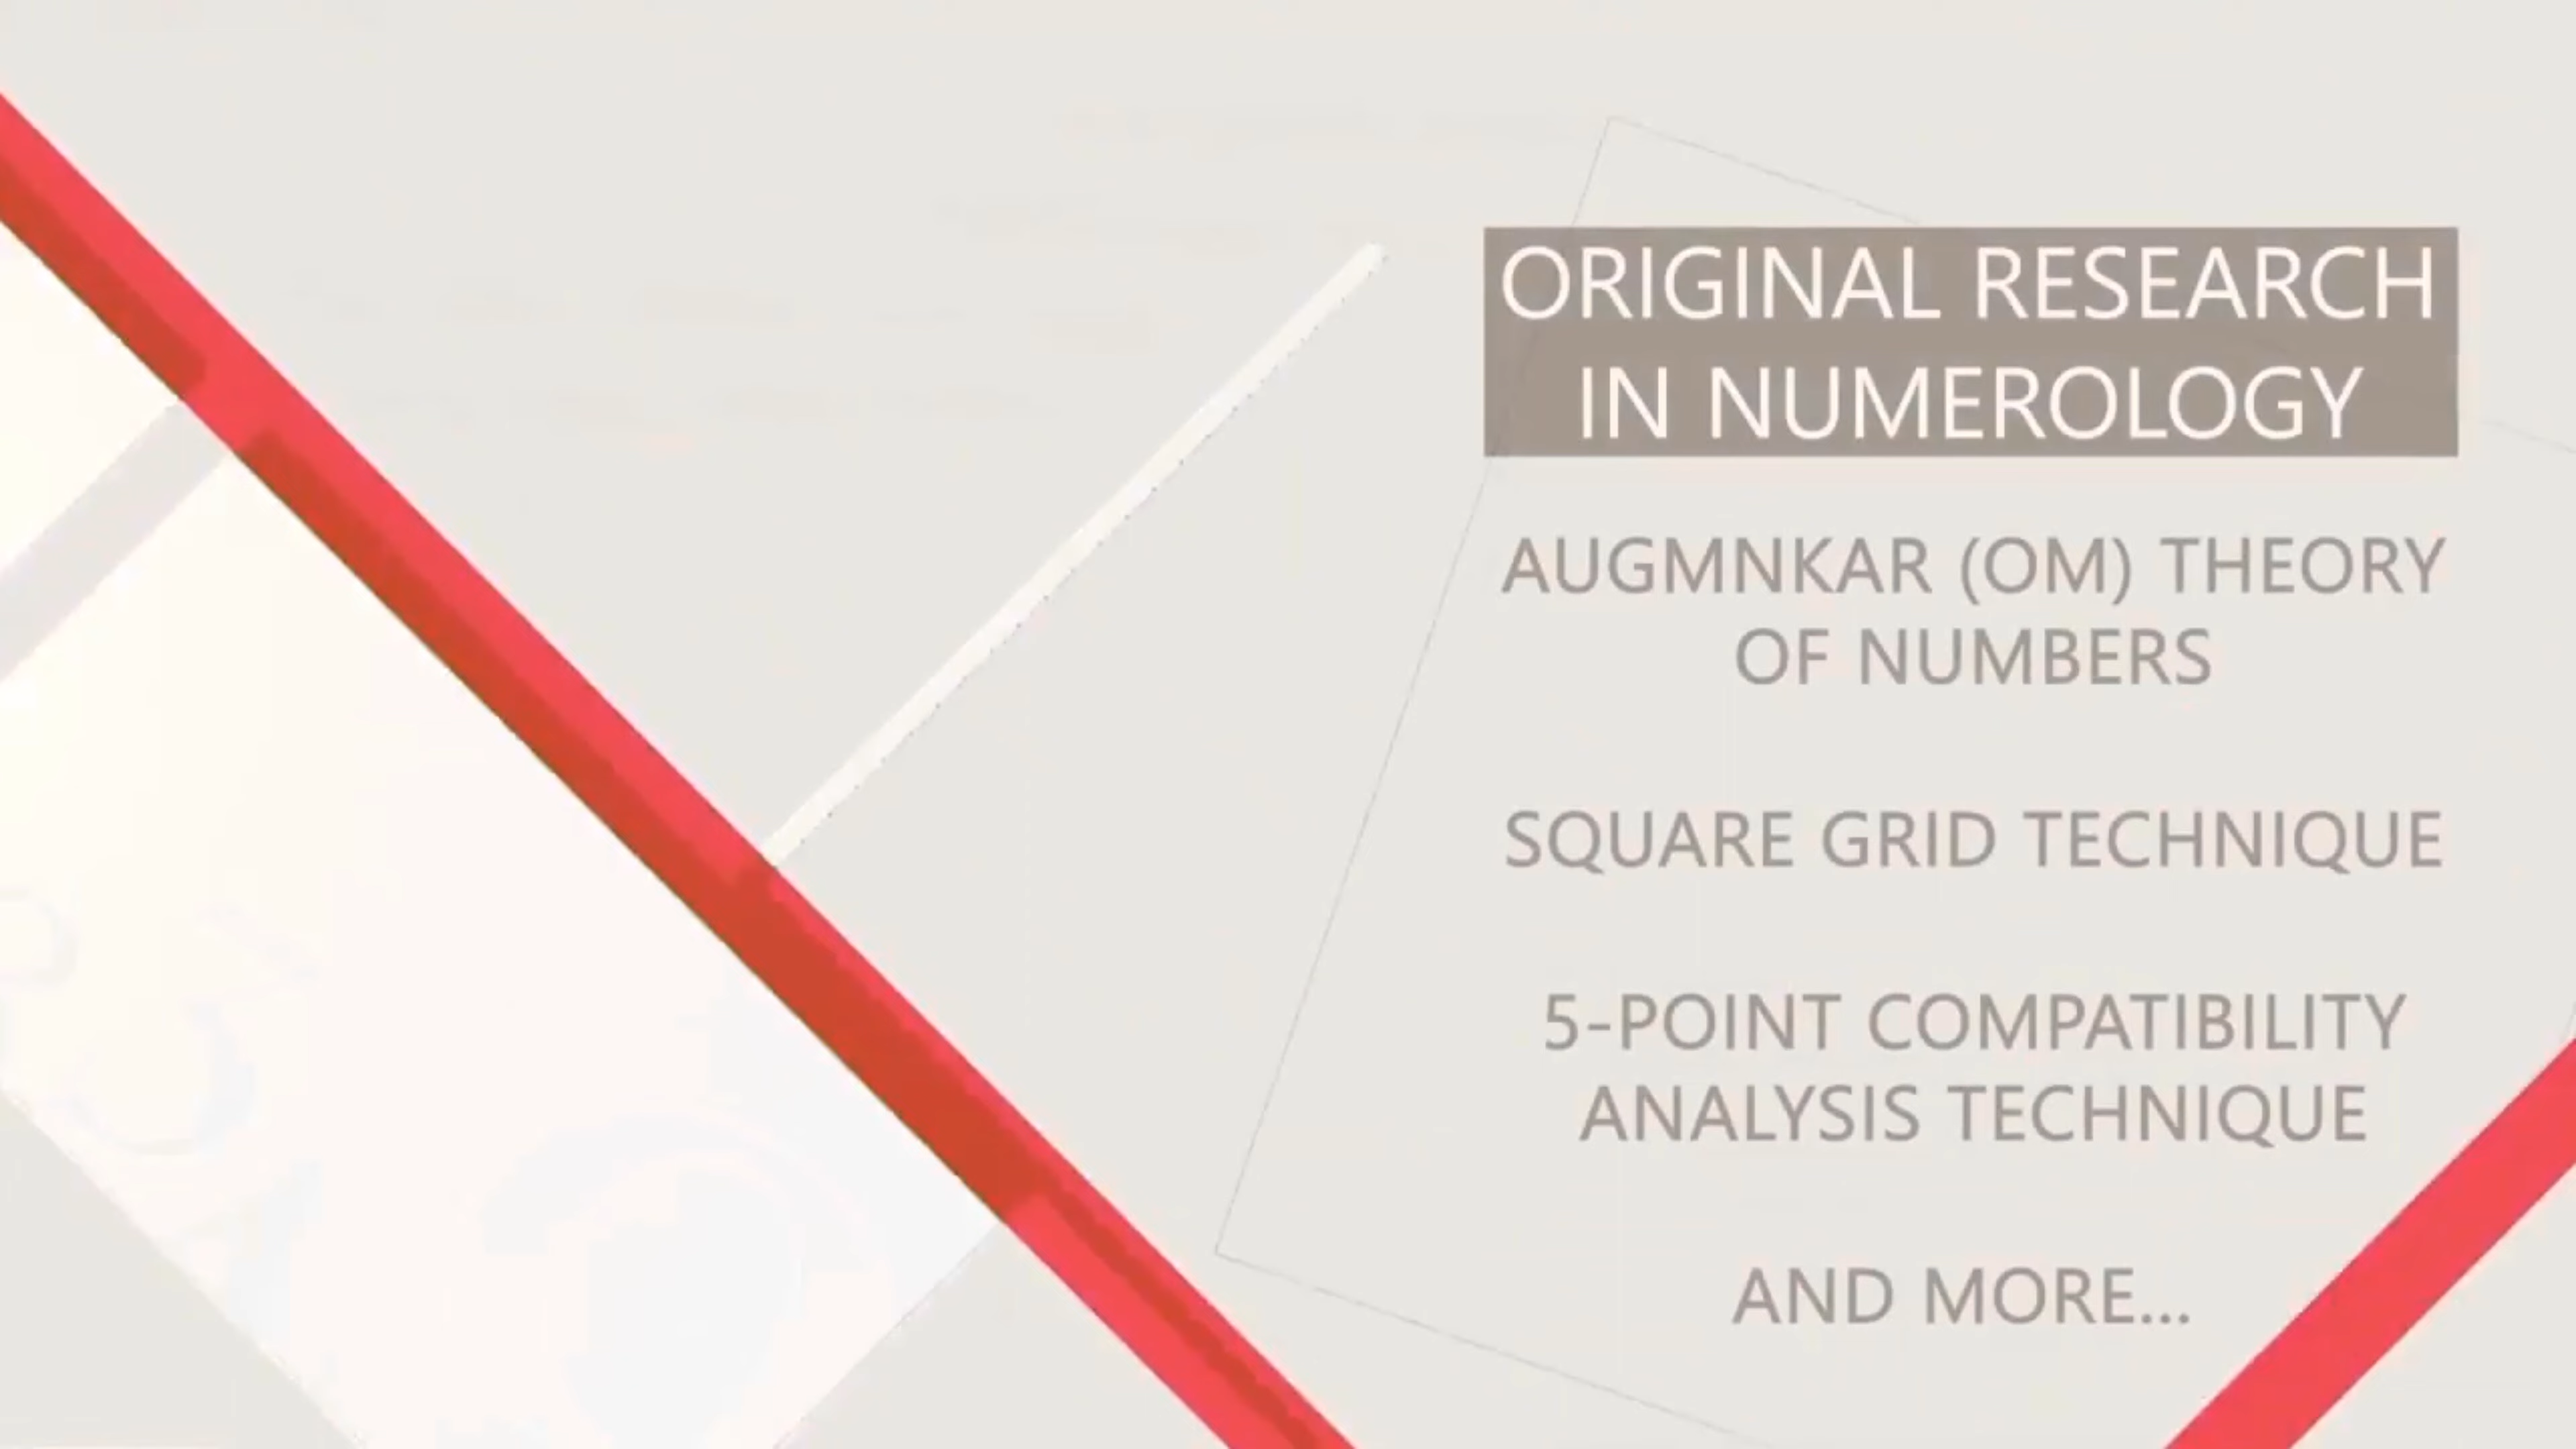 ORIGINAL RESEARCH
IN NUMEROLOGY
AUGMNKAR (OM) THEORY
OF NUMBERS
SQUARE GRID TECHNIQUE
5-POINT COMPATIBILITY
ANALYSIS TECHNIQUE
AND MORE...